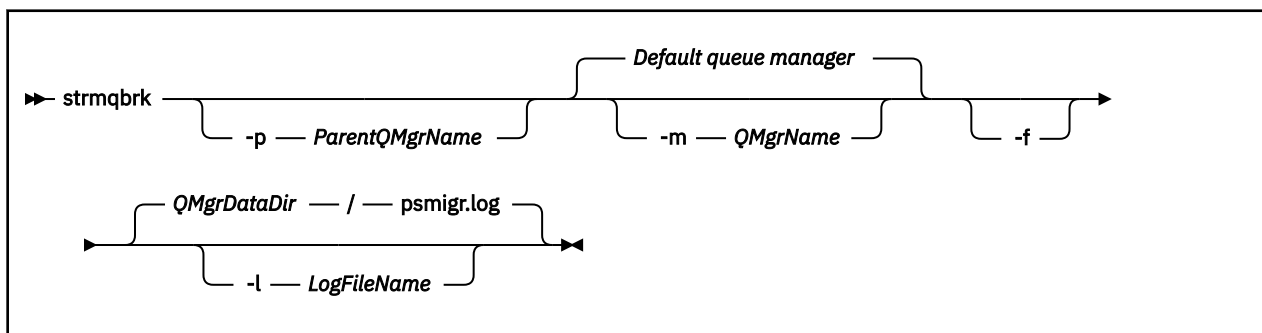 Default queue manager
strmqbrk
-p ParentQMgrName -m QMgrName -f
QMgrDataDir / psmigr.log
-l LogFileName